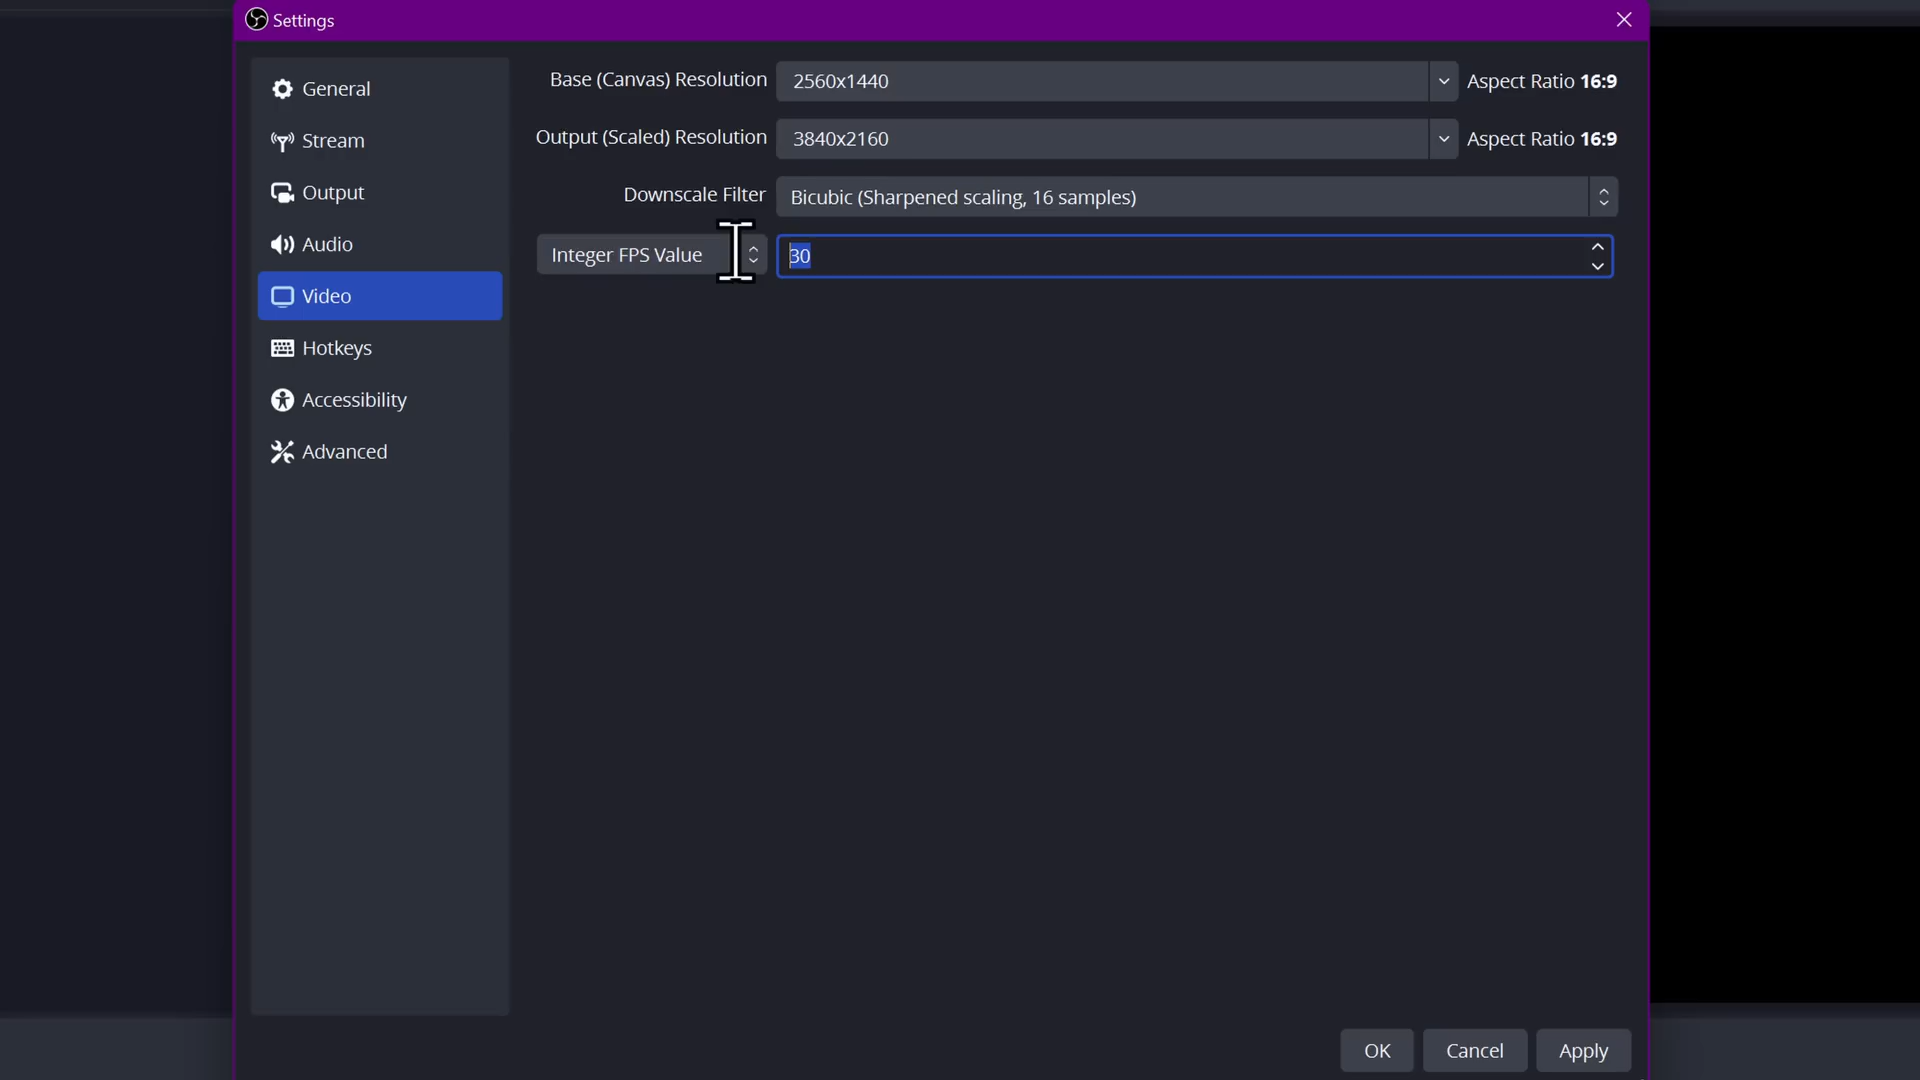 Settings
General
Stream
Output
Audio
Video
Hotkeys
Accessibility
Advanced
Base (Canvas) Resolution 2560x1440 Aspect Ratio 16:9
Output (Scaled) Resolution 3840x2160 Aspect Ratio 16:9
Downscale Filter Bicubic (Sharpened scaling, 16 samples)
Integer FPS Value 30
OK Cancel Apply